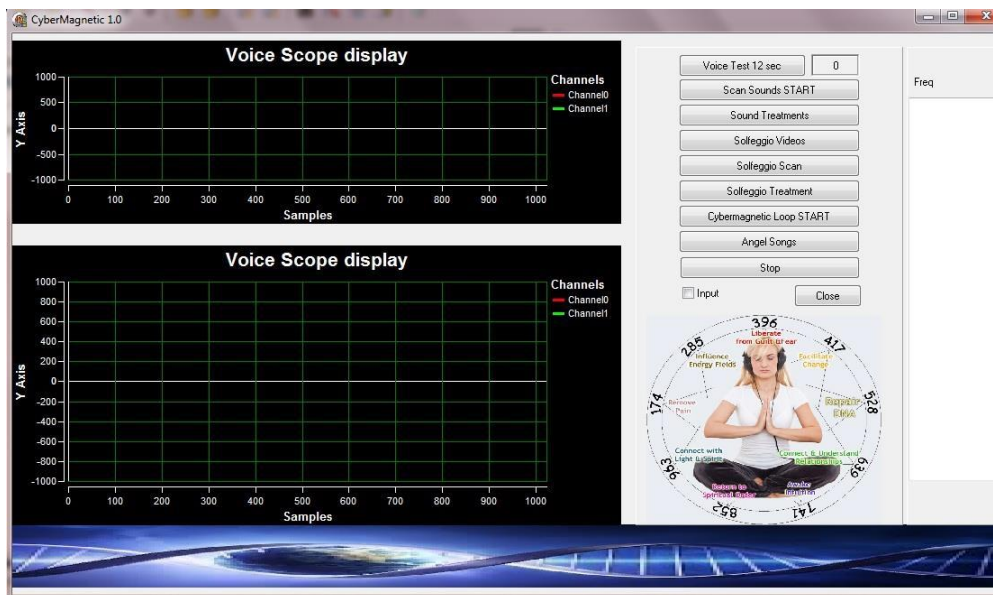 CyberMagnetic 1.0
Voice Scope display
Y Axis
1000
500
0
-500
-1000
0 100 200 300 400 500 600 700 800 900 1000
Samples
Channels
Channel0
Channel1
Voice Scope display
Y Axis
1000
800
600
400
200
0
-200
-400
-600
-800
-1000
0 100 200 300 400 500 600 700 800 900 1000
Samples
Channels
Channel0
Channel1
Voice Test 12 sec 0
Scan Sounds START
Sound Treatments
Solfeggio Videos
Solfeggio Scan
Solfeggio Treatment
Cybermagnetic Loop START
Angel Songs
Stop
Input Close
396
Liberate
from Guilt & Fear
417
Facilitate
Change
528
Repair
DNA
639
Connect & Understand
Relationships
741
Awake
Intuition
852
Return to
Spiritual Order
963
Connect with
Light & Spirit
174
Remove
Pain
285
Influence
Energy Fields
Freq